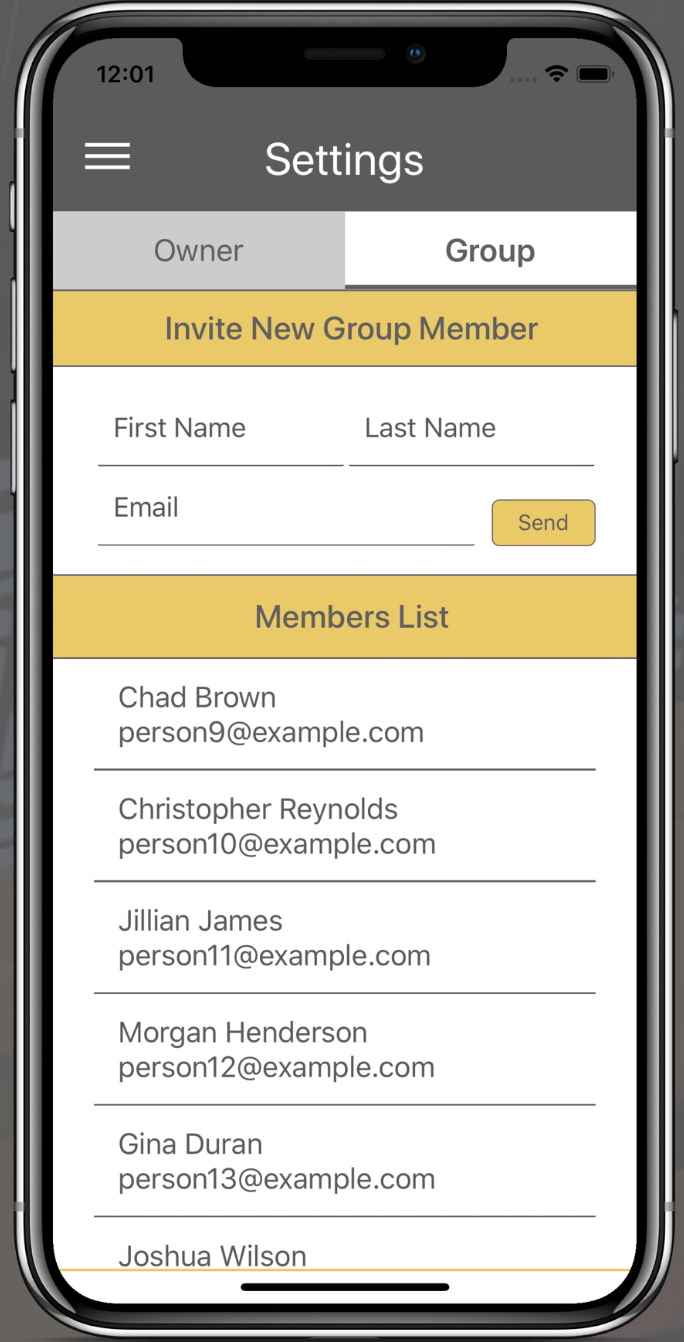 12:01
Settings
Owner Group
Invite New Group Member
First Name Last Name
Email
Send
Members List
Chad Brown
person9@example.com
Christopher Reynolds
person10@example.com
Jillian James
person11@example.com
Morgan Henderson
person12@example.com
Gina Duran
person13@example.com
Joshua Wilson